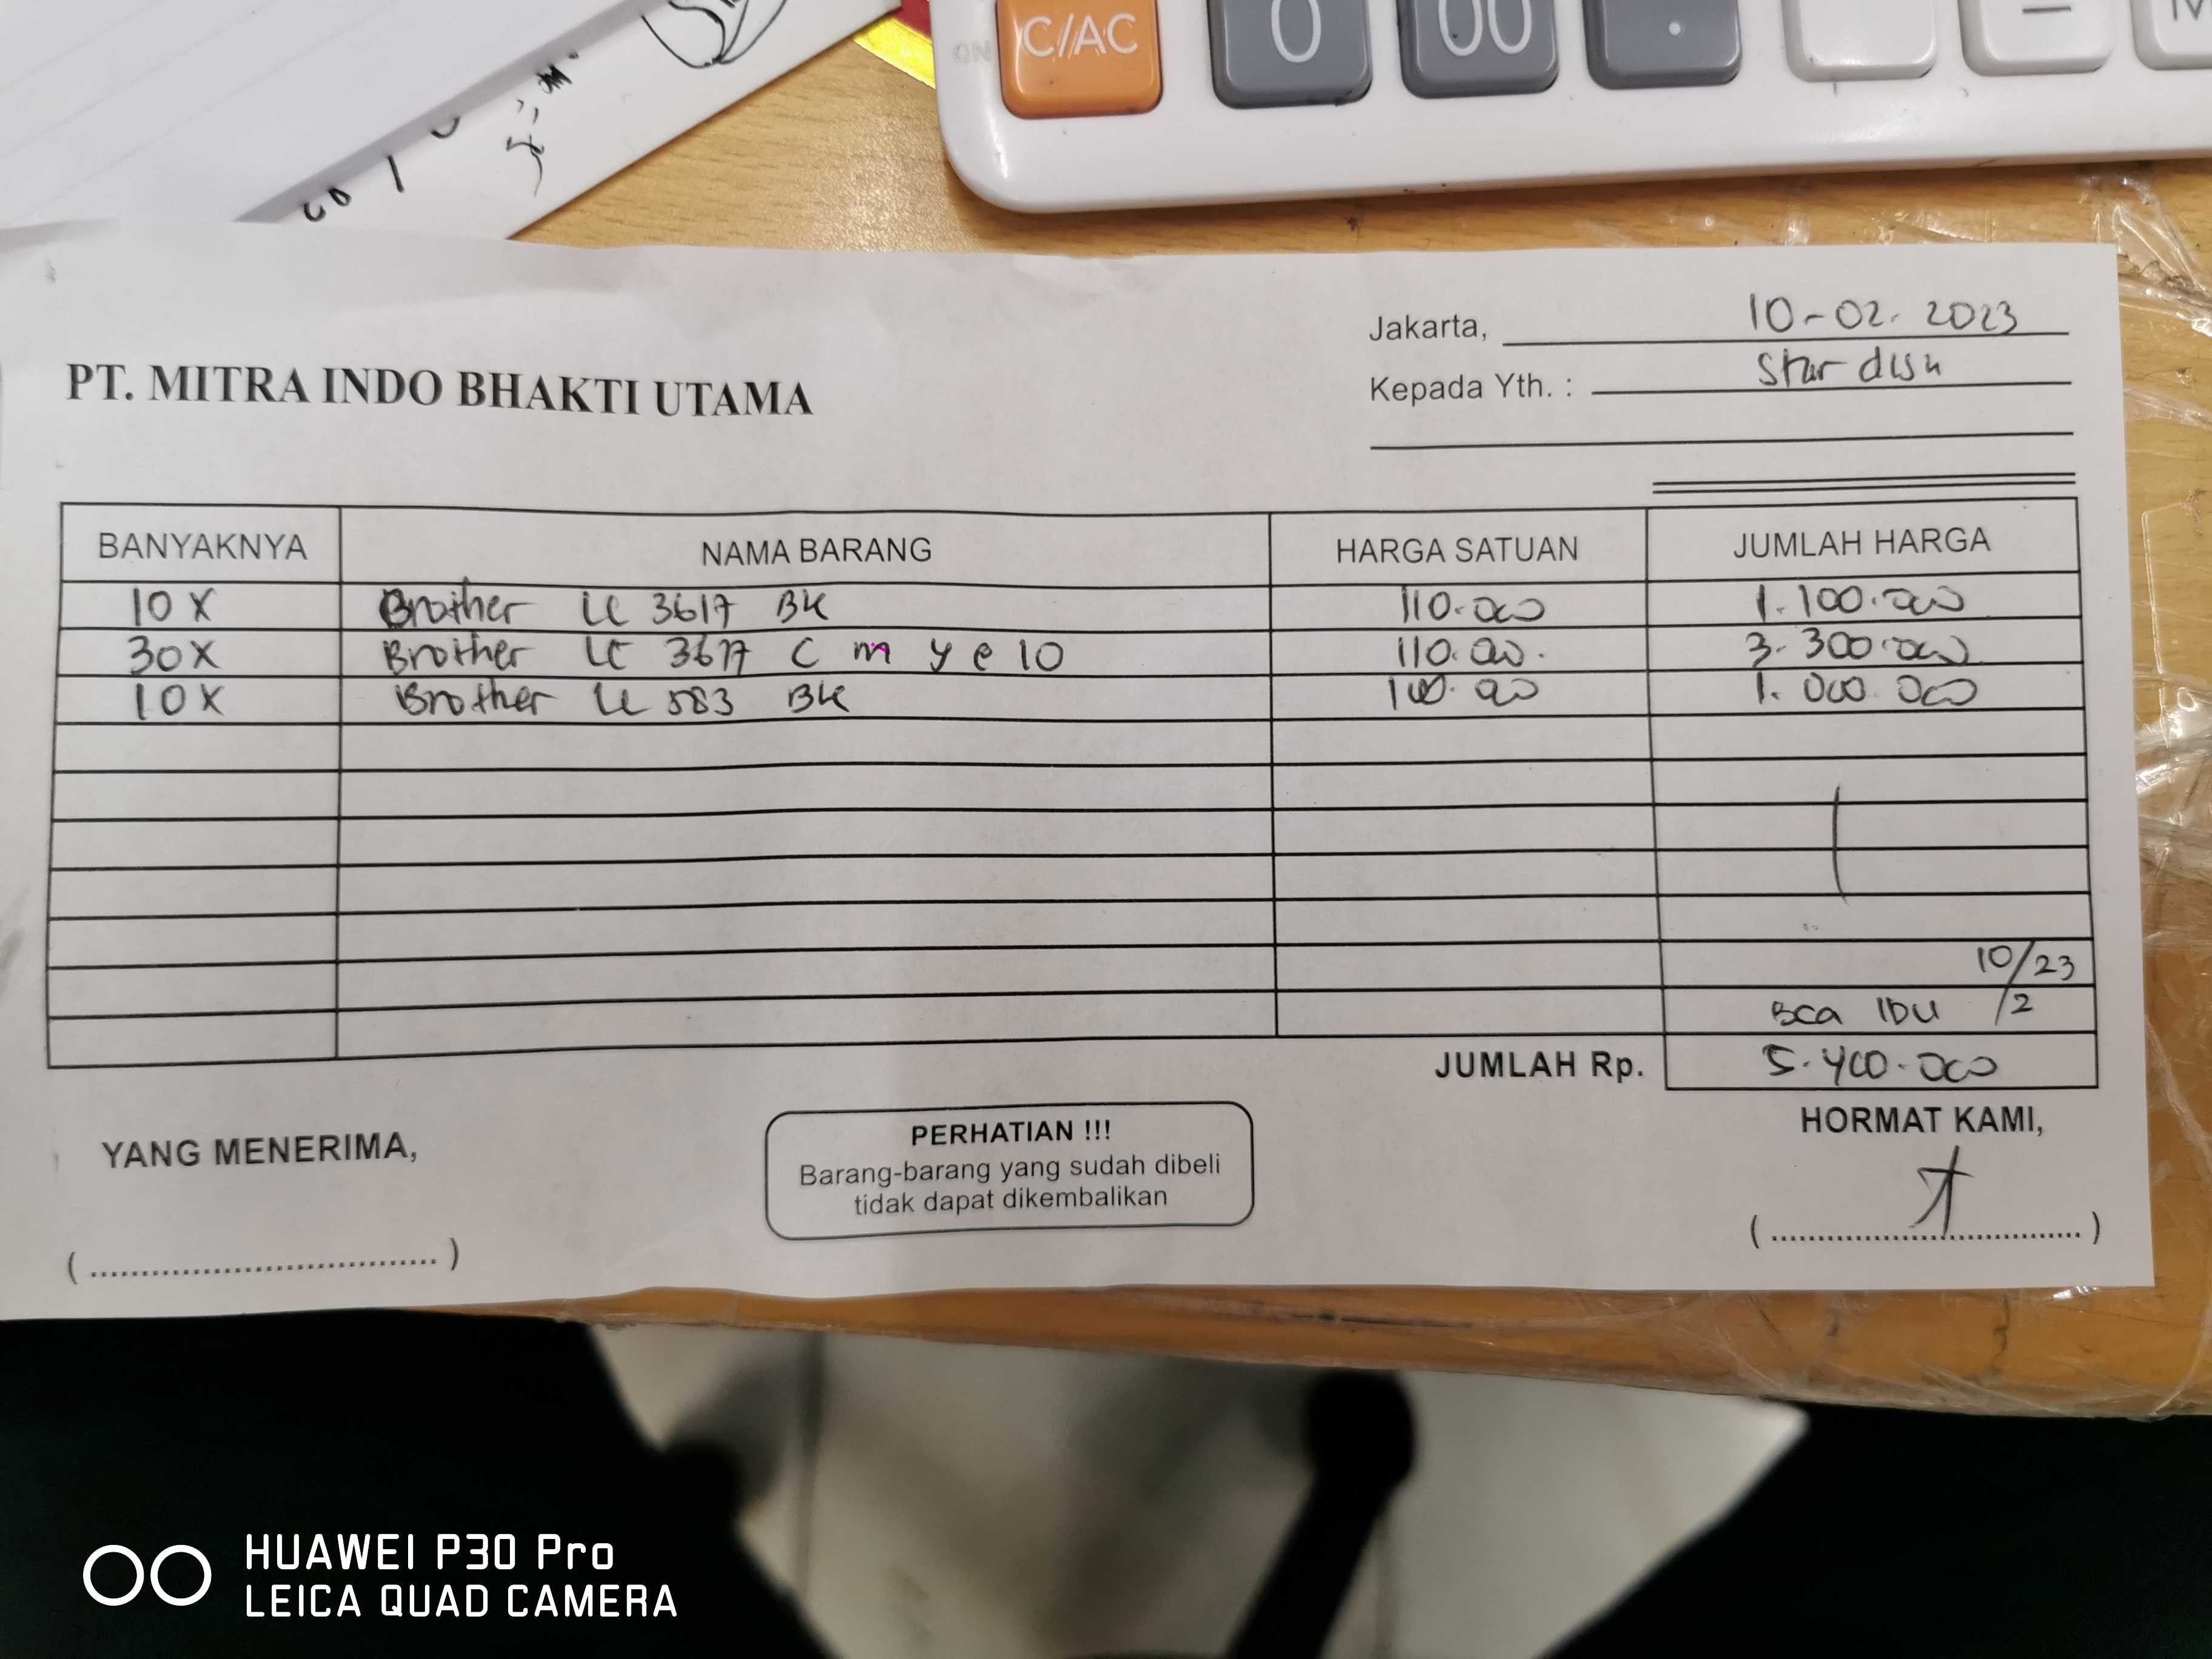 C/AC 0 00 . –
ON
Jakarta, 10-02. 2023
PT. MITRA INDO BHAKTI UTAMA
Kepada Yth. : Star disk
BANYAKNYA NAMA BARANG HARGA SATUAN JUMLAH HARGA
10 X Brother LC 3617 BK 110.000 1.100.000
30 X Brother LC 3617 C m y e 10 110.00. 3.300.000
10 X Brother LC 583 BK 100.00 1.000.000
10/23
BCA IBU /2
JUMLAH Rp. 5.400.000
YANG MENERIMA,
PERHATIAN !!!
Barang-barang yang sudah dibeli
tidak dapat dikembalikan
HORMAT KAMI,
(....................................)
(....................................)
HUAWEI P30 Pro
LEICA QUAD CAMERA